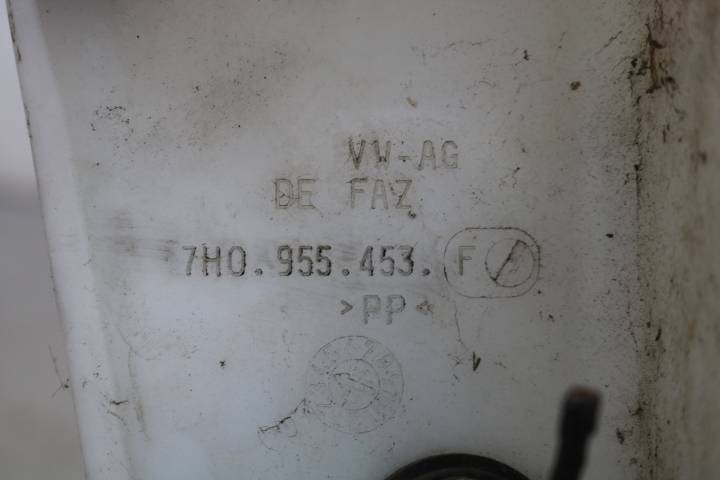 VW-AG
DE FAZ
7H0.955.453. F
>PP<